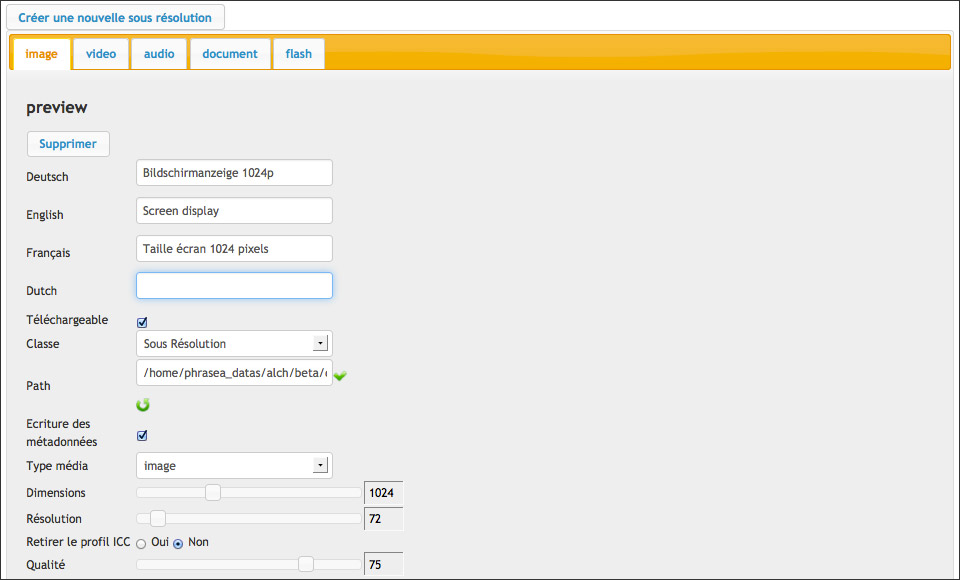 Créer une nouvelle sous résolution
image video audio document flash
preview
Supprimer
Deutsch Bildschirmanzeige 1024p
English Screen display
Français Taille écran 1024 pixels
Dutch
Téléchargeable
Classe Sous Résolution
Path /home/phrasea_datas/alch/beta/
Ecriture des
métadonnées
Type média image
Dimensions 1024
Résolution 72
Retirer le profil ICC Oui Non
Qualité 75